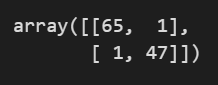 array([[65,  1],
       [ 1, 47]])